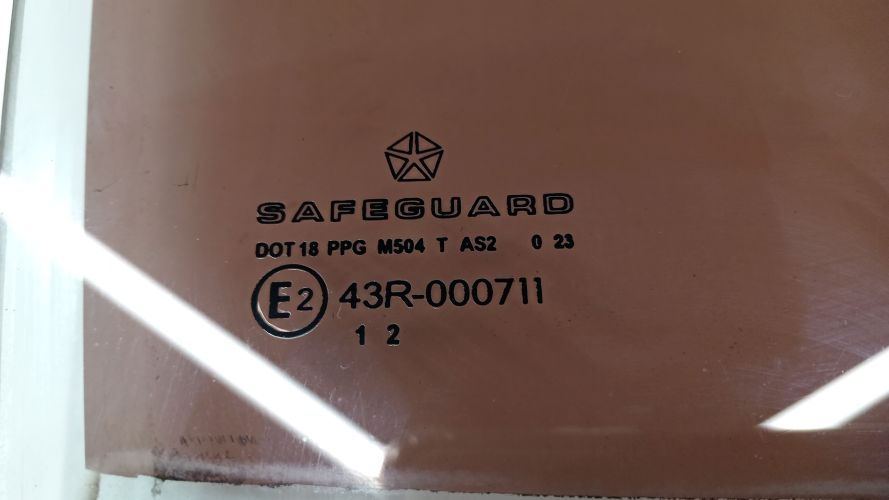 SAFEGUARD
DOT 18 PPG M504 T AS2 0 23
E2 43R-000711
1 2